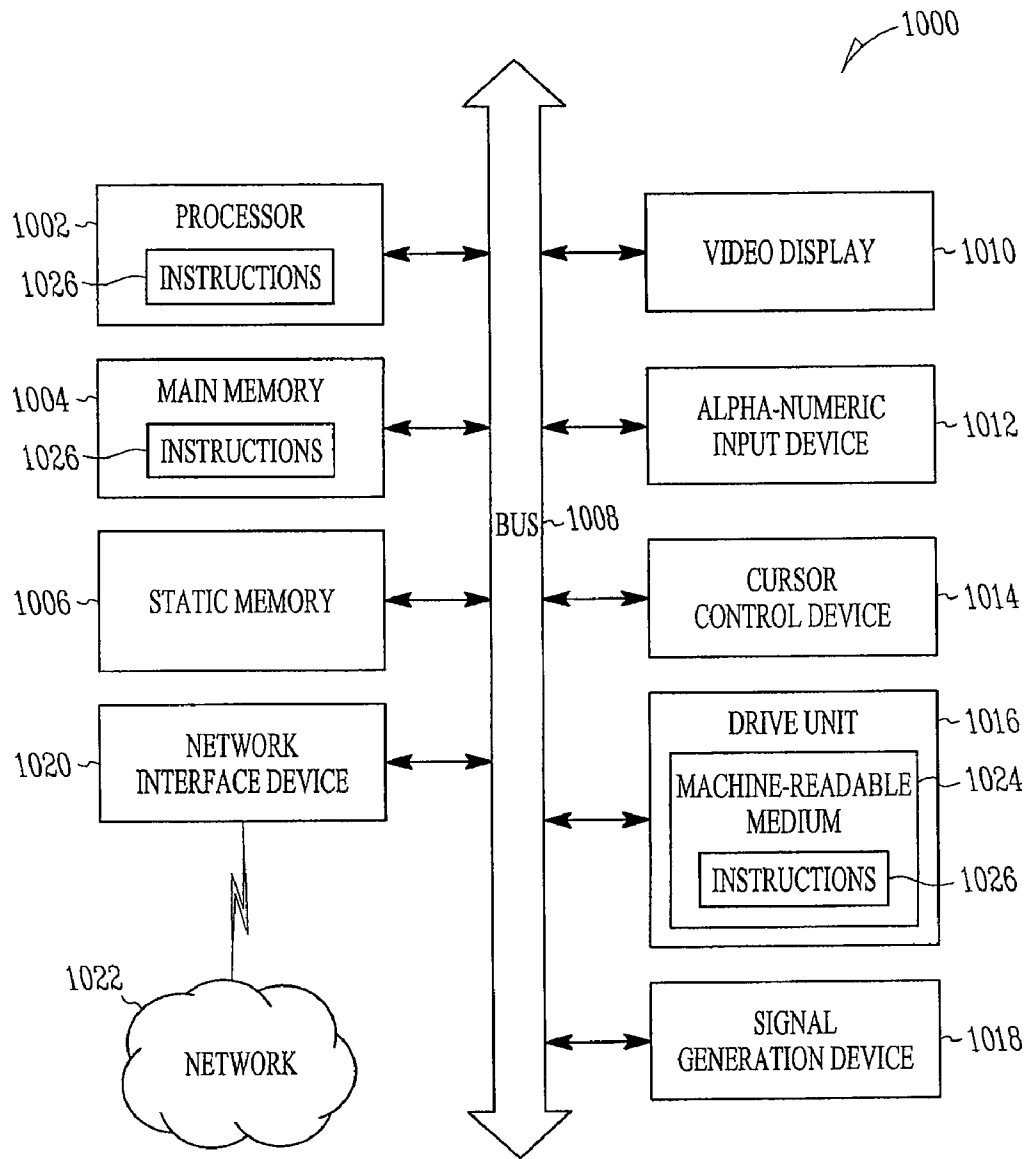 1000
1002
PROCESSOR
1026
INSTRUCTIONS
1004
MAIN MEMORY
1026
INSTRUCTIONS
1006
STATIC MEMORY
1020
NETWORK
INTERFACE DEVICE
1022
NETWORK
BUS
1008
VIDEO DISPLAY
1010
ALPHA-NUMERIC
INPUT DEVICE
1012
CURSOR
CONTROL DEVICE
1014
DRIVE UNIT
1016
MACHINE-READABLE
MEDIUM
1024
INSTRUCTIONS
1026
SIGNAL
GENERATION DEVICE
1018